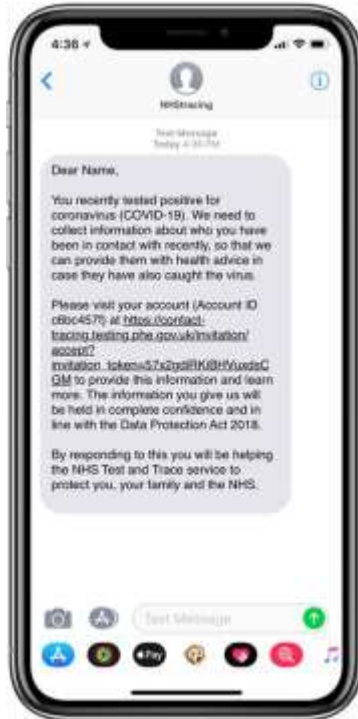 4:36
NHStracing
Text Message
Today 4:35 PM
Dear Name,
You recently tested positive for
coronavirus (COVID-19). We need to
collect information about who you have
been in contact with recently, so that we
can provide them with health advice in
case they have also caught the virus.
Please visit your account (Account ID
at https://contact-
tracing.testing.phe.gov.uk/invitation/
accept?
to provide this information and learn
more. The information you give us will
be held in complete confidence and in
line with the Data Protection Act 2018.
By responding to this you will be helping
the NHS Test and Trace service to
protect you, your family and the NHS.
Text Message
Pay